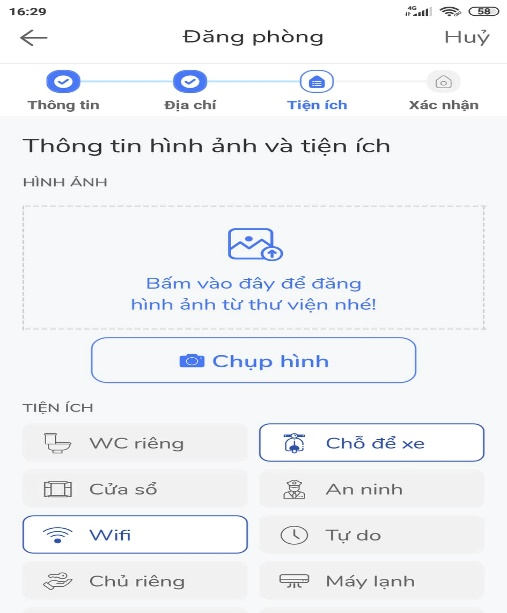 16:29
4G
58
Đăng phòng
Huỷ
Thông tin
Địa chỉ
Tiện ích
Xác nhận
Thông tin hình ảnh và tiện ích
HÌNH ẢNH
Bấm vào đây để đăng
hình ảnh từ thư viện nhé!
Chụp hình
TIỆN ÍCH
WC riêng
Chỗ để xe
Cửa sổ
An ninh
Wifi
Tự do
Chủ riêng
Máy lạnh